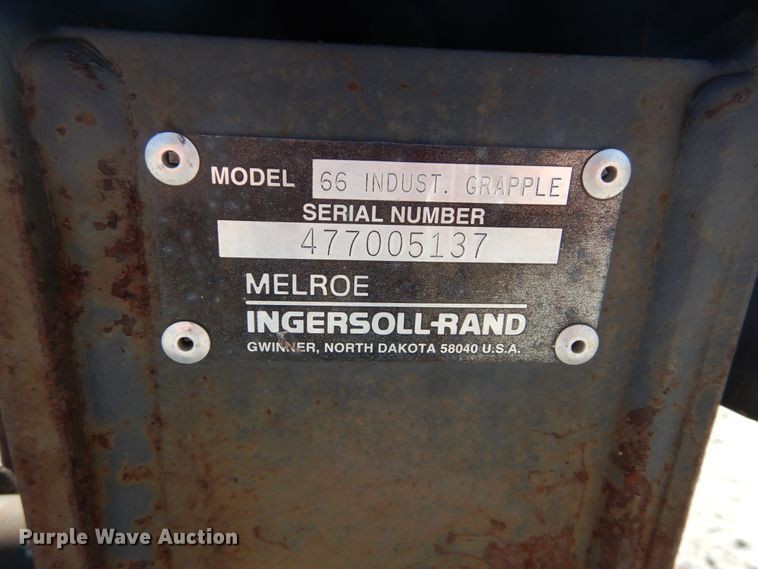 MODEL 66 INDUST. GRAPPLE
SERIAL NUMBER
477005137
MELROE
INGERSOLL-RAND
GWINNER, NORTH DAKOTA 58040 U.S.A.
Purple Wave Auction